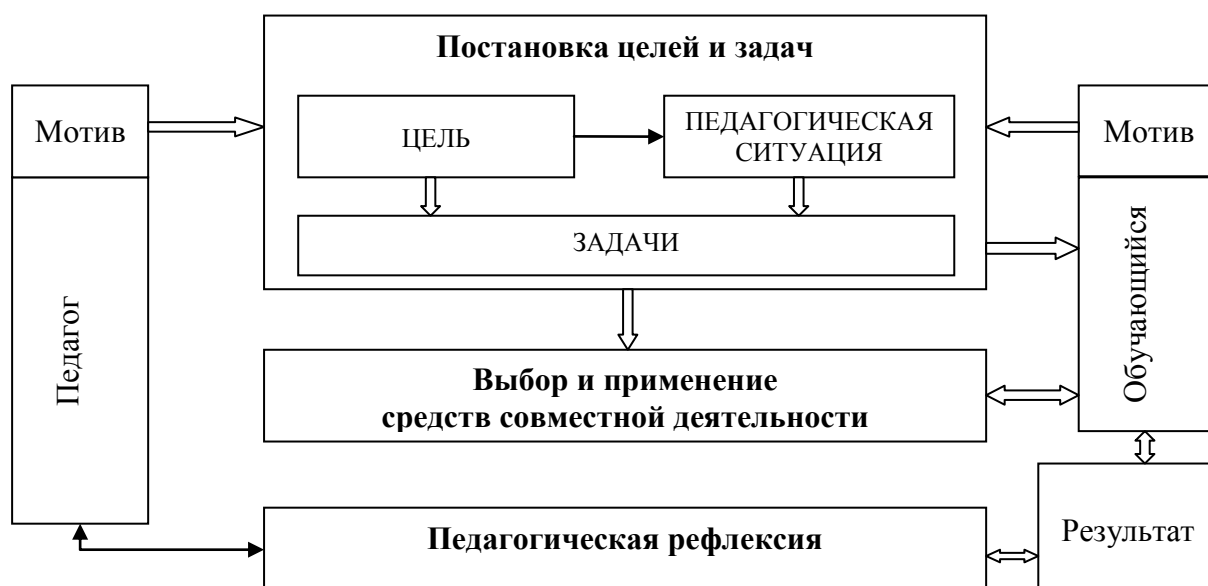 Постановка целей и задач
Мотив
ЦЕЛЬ
ПЕДАГОГИЧЕСКАЯ
СИТУАЦИЯ
Мотив
ЗАДАЧИ
Педагог
Обучающийся
Выбор и применение
средств совместной деятельности
Педагогическая рефлексия
Результат